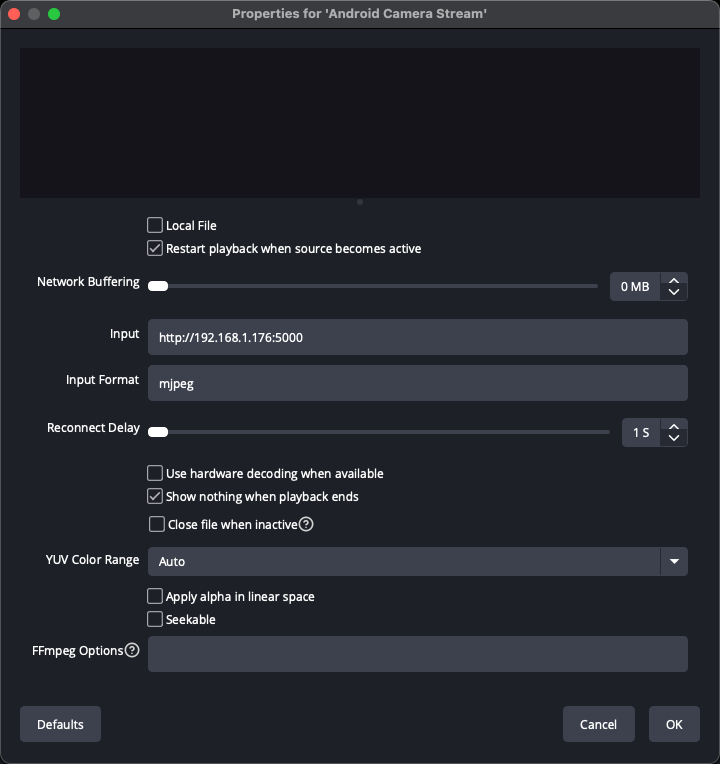 Properties for 'Android Camera Stream'
Local File
Restart playback when source becomes active
Network Buffering 0 MB
Input http://192.168.1.176:5000
Input Format mjpeg
Reconnect Delay 1 S
Use hardware decoding when available
Show nothing when playback ends
Close file when inactive
YUV Color Range Auto
Apply alpha in linear space
Seekable
FFmpeg Options
Defaults Cancel OK